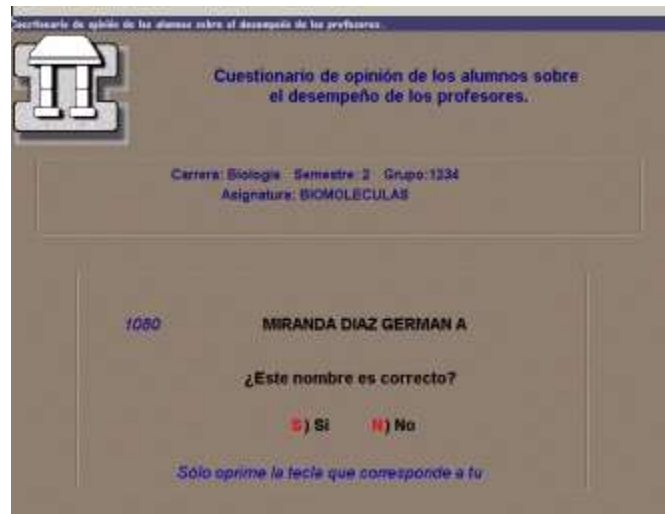 Cuestionario de opinión de los alumnos sobre el desempeño de los profesores.
Cuestionario de opinión de los alumnos sobre
el desempeño de los profesores.
Carrera: Biologia Semestre: 2 Grupo:1234
Asignatura: BIOMOLECULAS
1080 MIRANDA DIAZ GERMAN A
¿Este nombre es correcto?
S) Si N) No
Sólo oprime la tecla que corresponde a tu